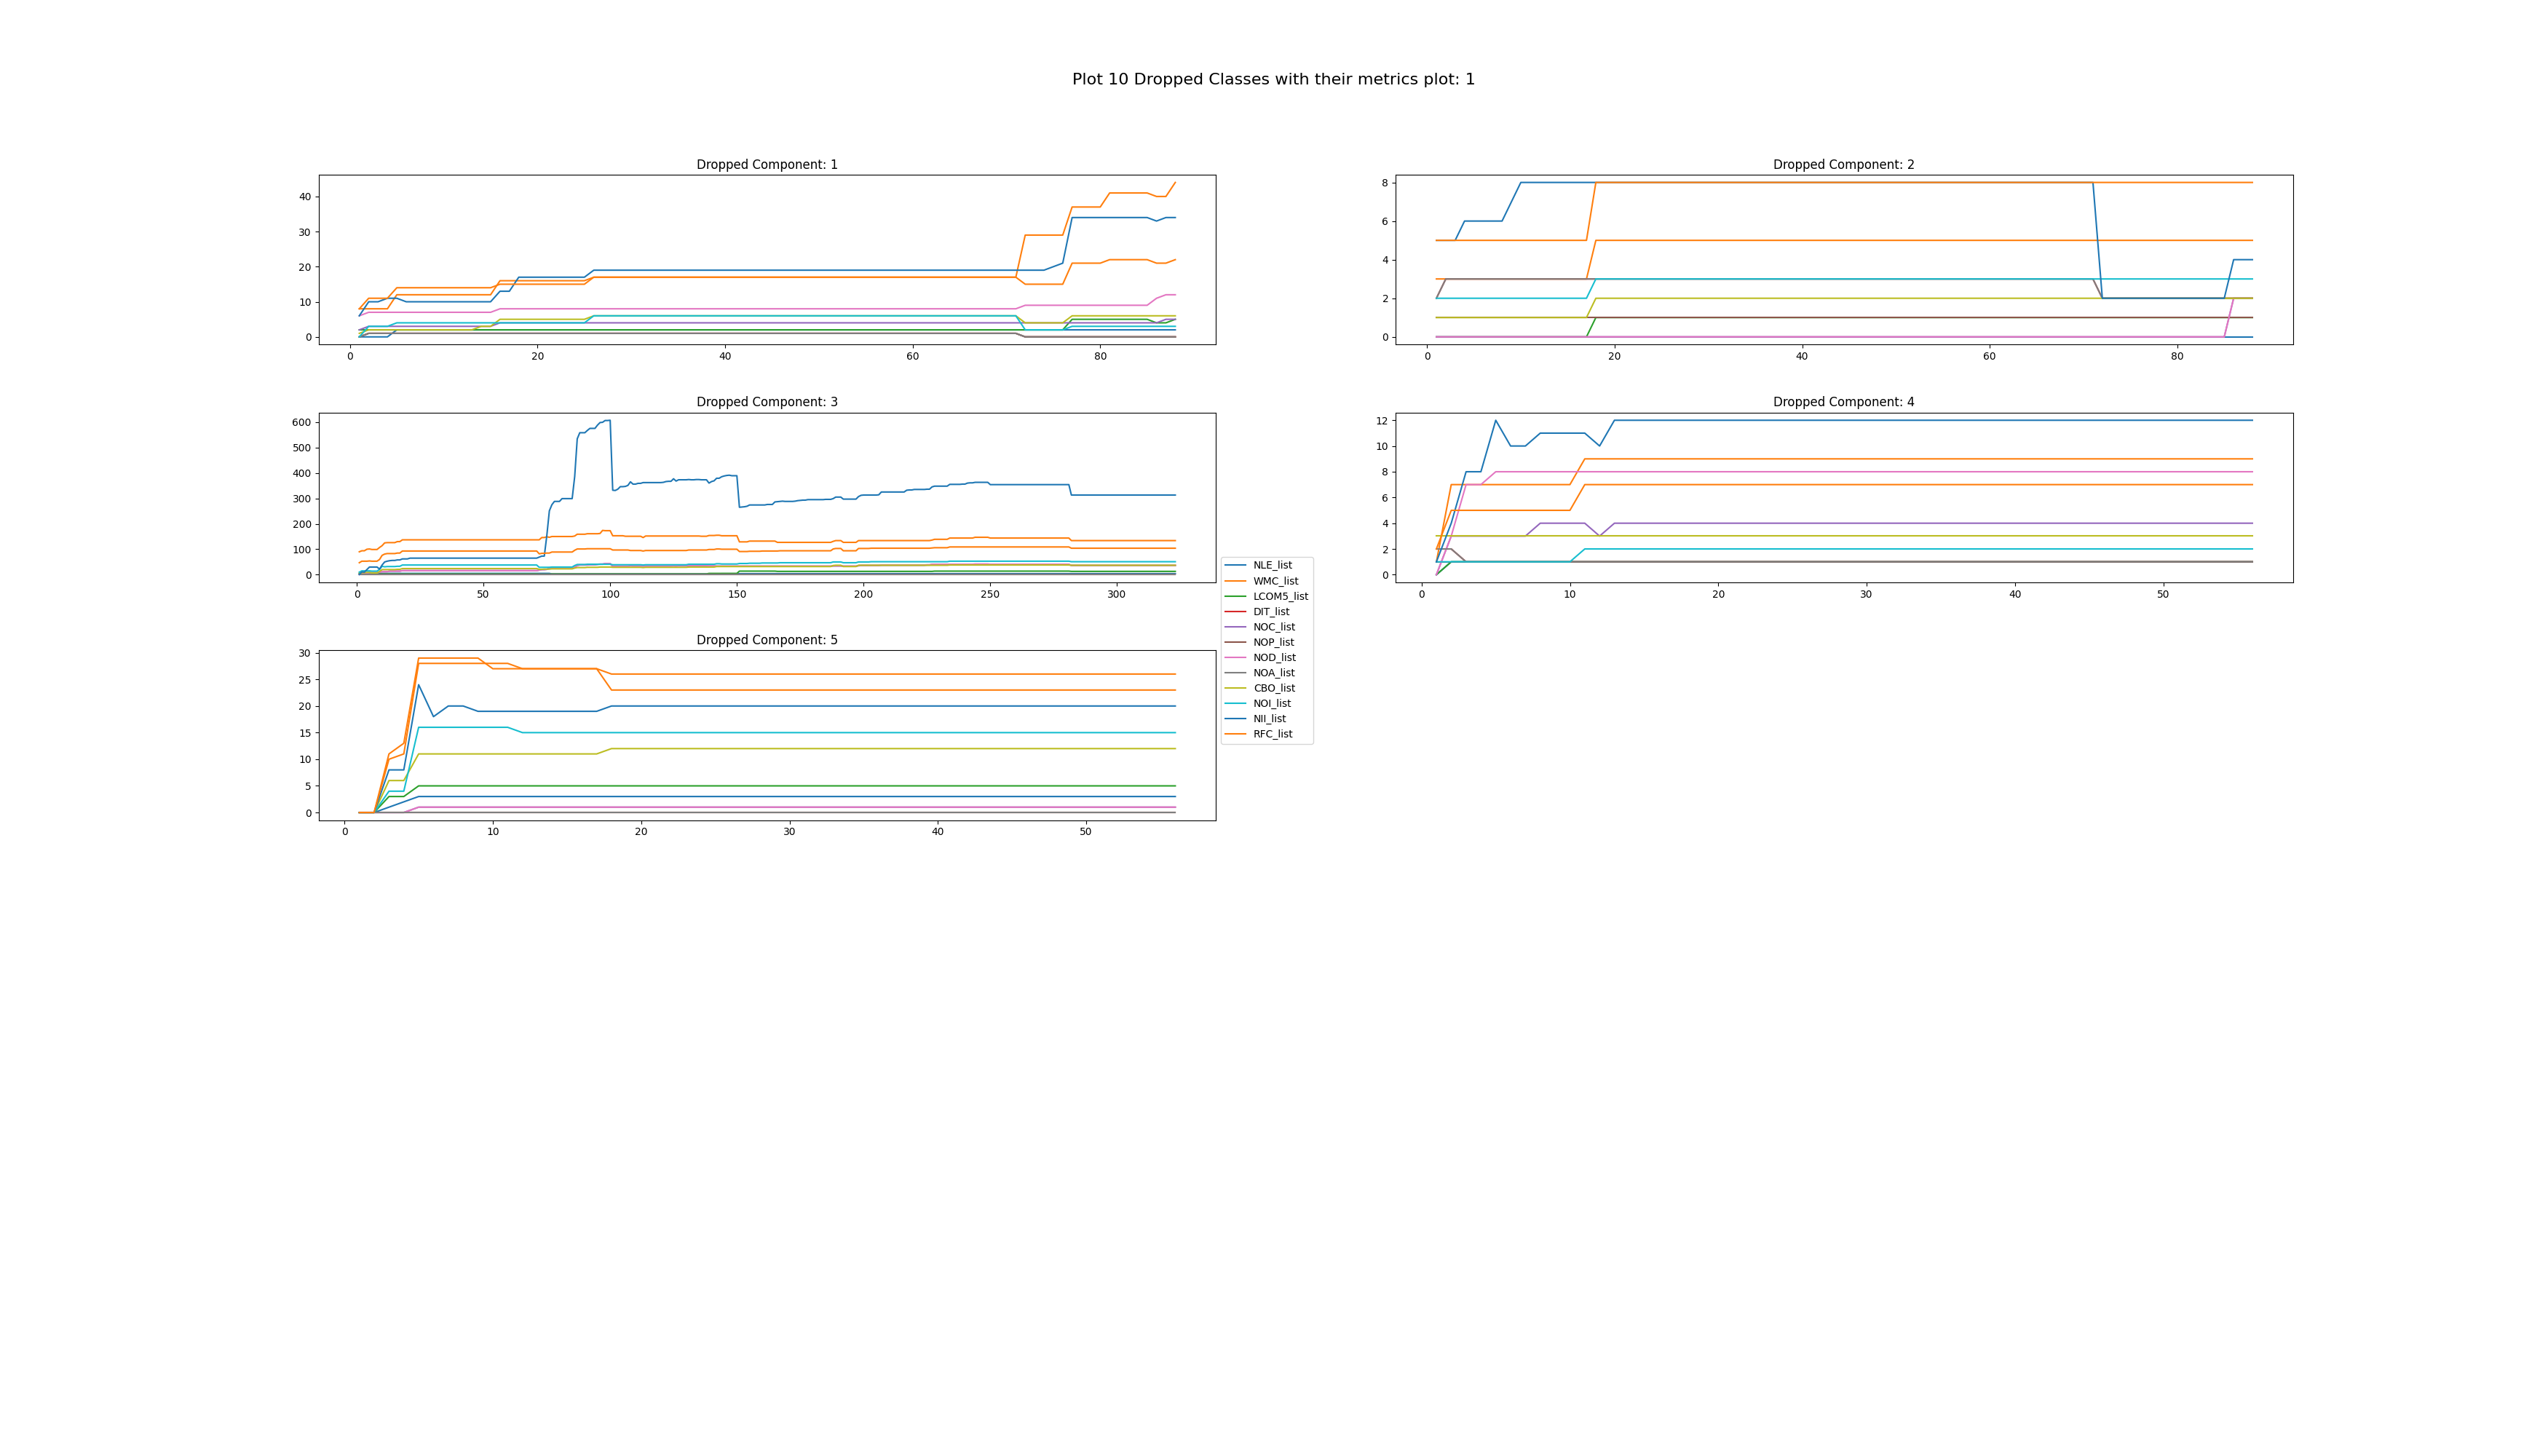 Plot 10 Dropped Classes with their metrics plot: 1
Dropped Component: 1
40
30
20
10
0
0 20 40 60 80
Dropped Component: 2
8
6
4
2
0
0 20 40 60 80
Dropped Component: 3
600
500
400
300
200
100
0
0 50 100 150 200 250 300
Dropped Component: 4
12
10
8
6
4
2
0
0 10 20 30 40 50
NLE_list
WMC_list
LCOM5_list
DIT_list
NOC_list
NOP_list
NOD_list
NOA_list
CBO_list
NOI_list
NII_list
RFC_list
Dropped Component: 5
30
25
20
15
10
5
0
0 10 20 30 40 50